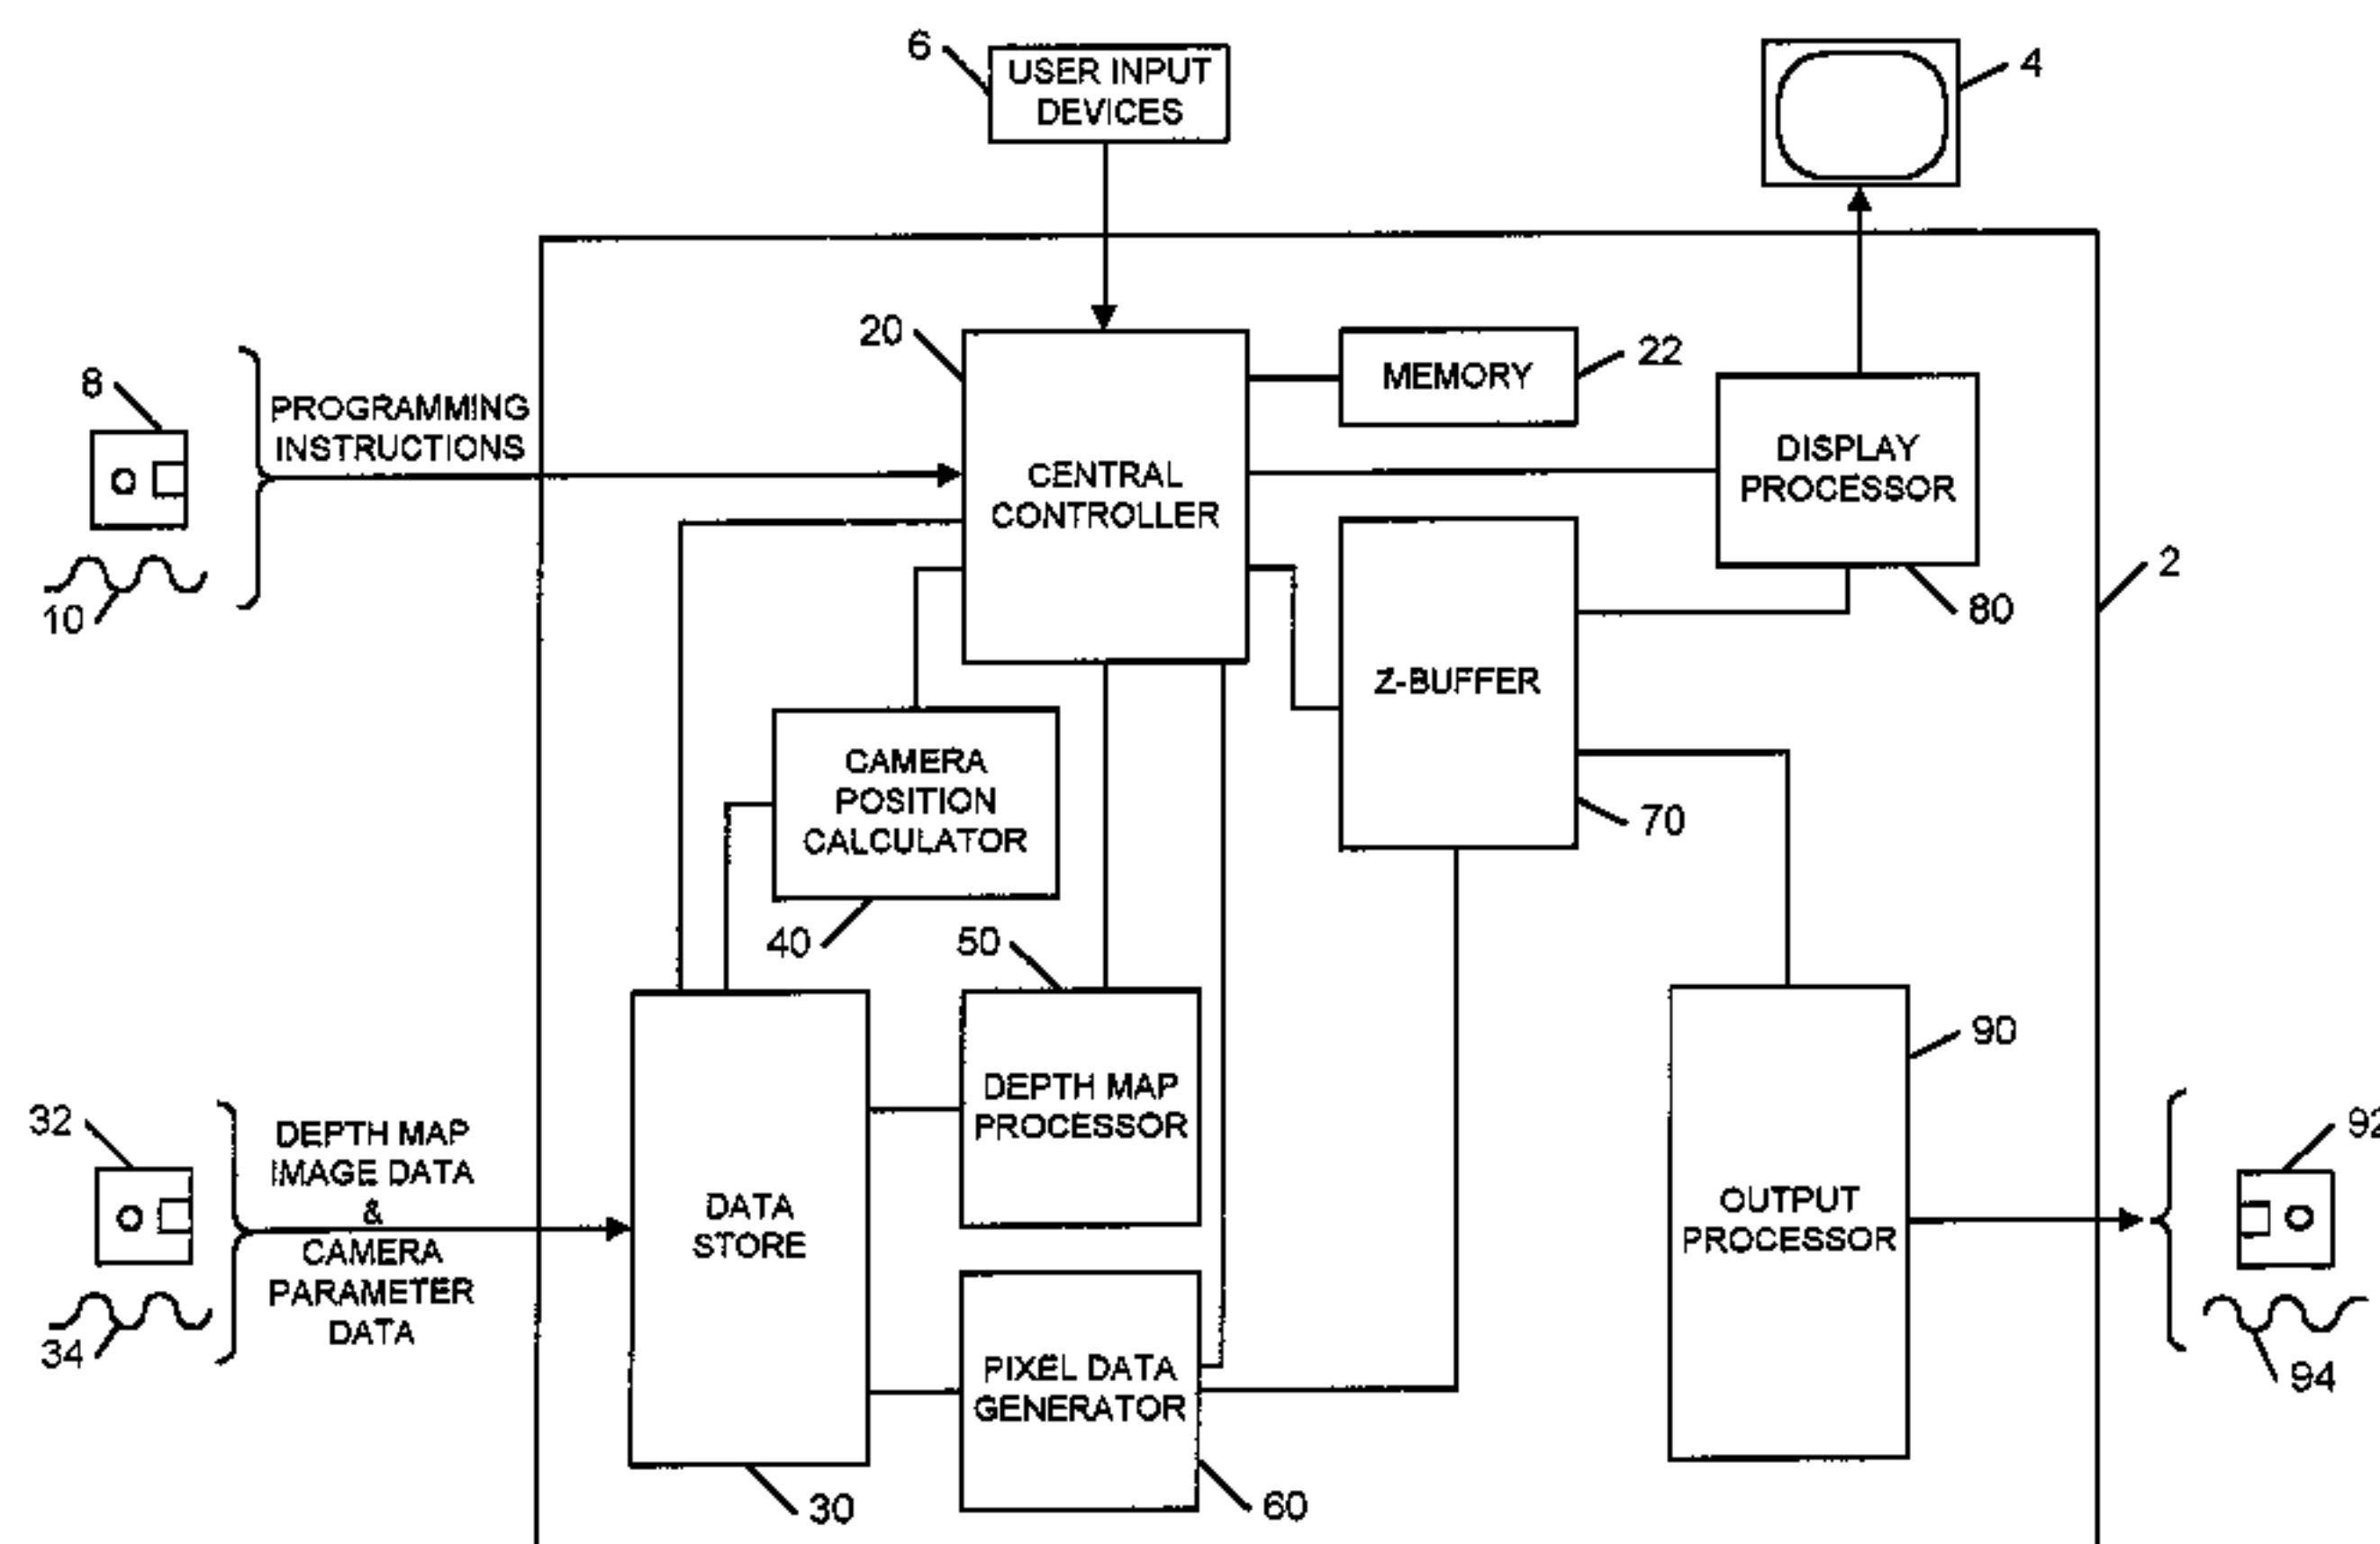 6
USER INPUT
DEVICES
4
20
MEMORY
22
8
PROGRAMMING
INSTRUCTIONS
CENTRAL
CONTROLLER
DISPLAY
PROCESSOR
10
2
80
Z-BUFFER
CAMERA
POSITION
CALCULATOR
70
40
50
90
32
DEPTH MAP
IMAGE DATA
&
CAMERA
PARAMETER
DATA
34
DATA
STORE
DEPTH MAP
PROCESSOR
PIXEL DATA
GENERATOR
OUTPUT
PROCESSOR
92
94
30
60